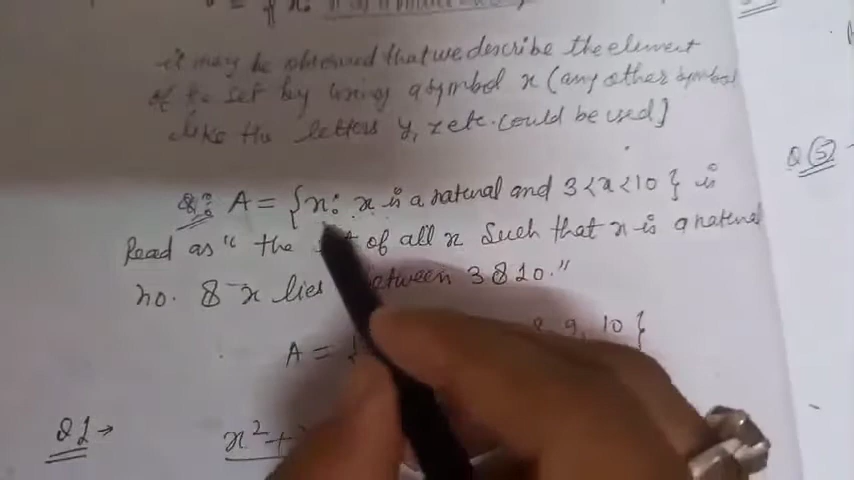 it may be observed that we describe the element
of the set by using a symbol x (any other symbol
like the letters y, z etc. could be used]
Q: A = {x: x is a natural and 3<x<10 } is
Read as " the of all x Such that x is a natural
no. & x lies between 3 & 10."
A = { 8, 9, 10 }
Q1 → x² +
Q(5)